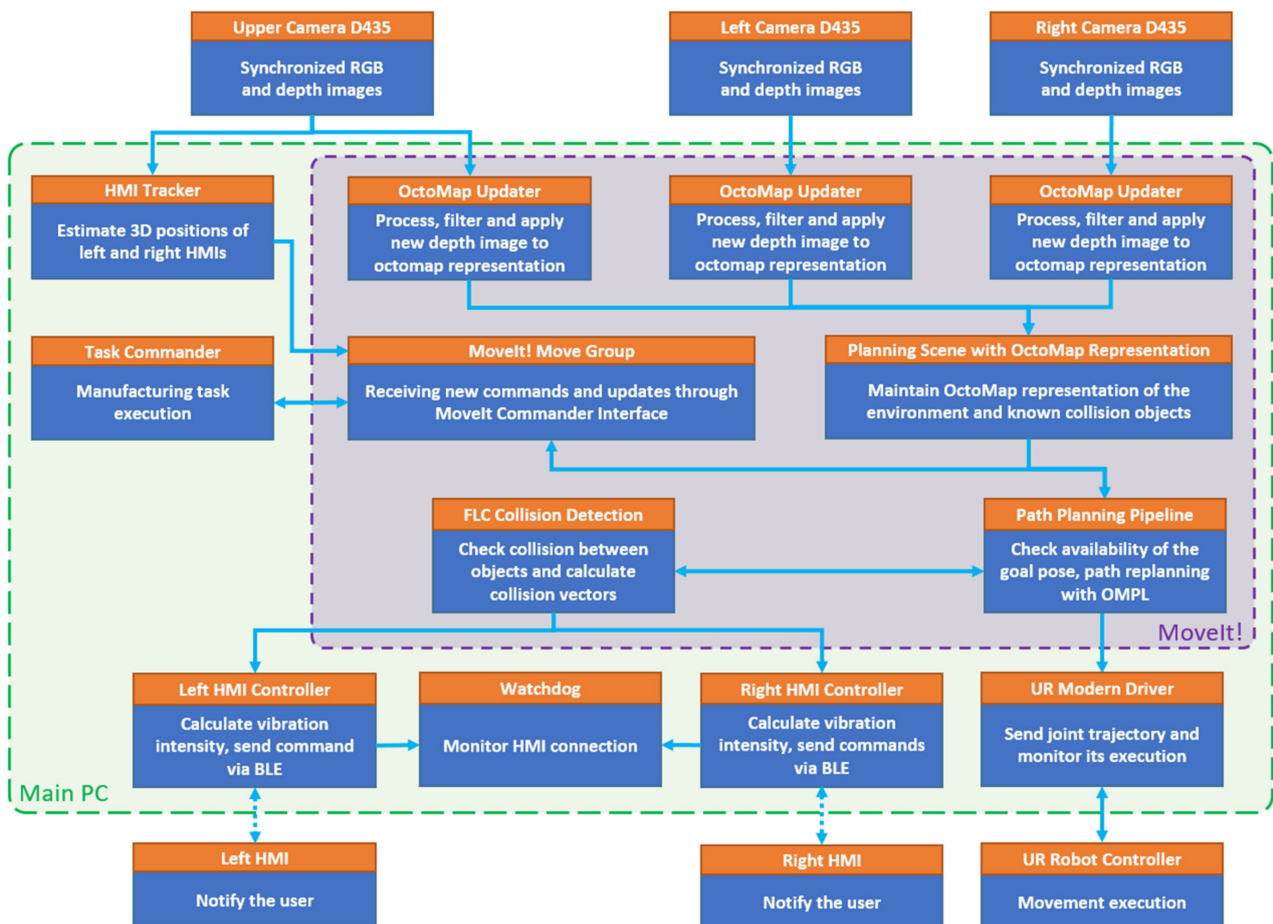 Upper Camera D435
Synchronized RGB
and depth images
Left Camera D435
Synchronized RGB
and depth images
Right Camera D435
Synchronized RGB
and depth images
HMI Tracker
Estimate 3D positions of
left and right HMIs
OctoMap Updater
Process, filter and apply
new depth image to
octomap representation
OctoMap Updater
Process, filter and apply
new depth image to
octomap representation
OctoMap Updater
Process, filter and apply
new depth image to
octomap representation
Task Commander
Manufacturing task
execution
MoveIt! Move Group
Receiving new commands and updates through
MoveIt Commander Interface
Planning Scene with OctoMap Representation
Maintain OctoMap representation of the
environment and known collision objects
FLC Collision Detection
Check collision between
objects and calculate
collision vectors
Path Planning Pipeline
Check availability of the
goal pose, path replanning
with OMPL
MoveIt!
Left HMI Controller
Calculate vibration
intensity, send command
via BLE
Watchdog
Monitor HMI connection
Right HMI Controller
Calculate vibration
intensity, send commands
via BLE
UR Modern Driver
Send joint trajectory and
monitor its execution
Main PC
Left HMI
Notify the user
Right HMI
Notify the user
UR Robot Controller
Movement execution